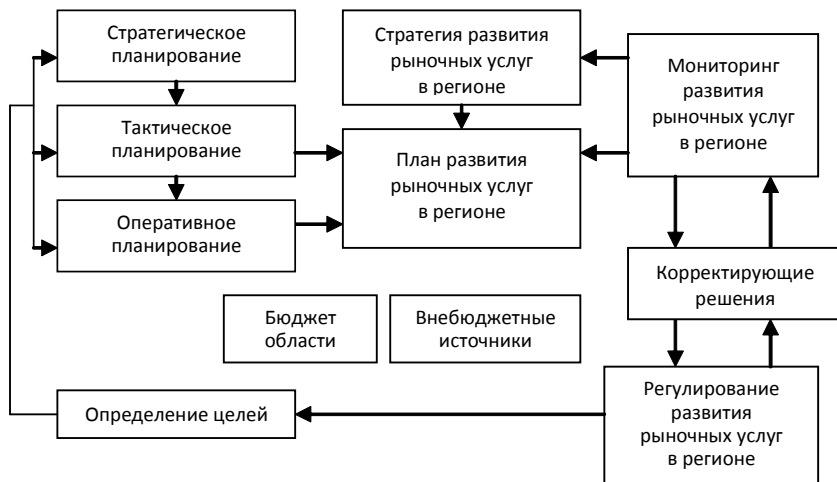 Стратегическое
планирование
Стратегия развития
рыночных услуг
в регионе
Мониторинг
развития
рыночных услуг
в регионе
Тактическое
планирование
План развития
рыночных услуг
в регионе
Оперативное
планирование
Корректирующие
решения
Бюджет
области
Внебюджетные
источники
Определение целей
Регулирование
развития
рыночных услуг
в регионе